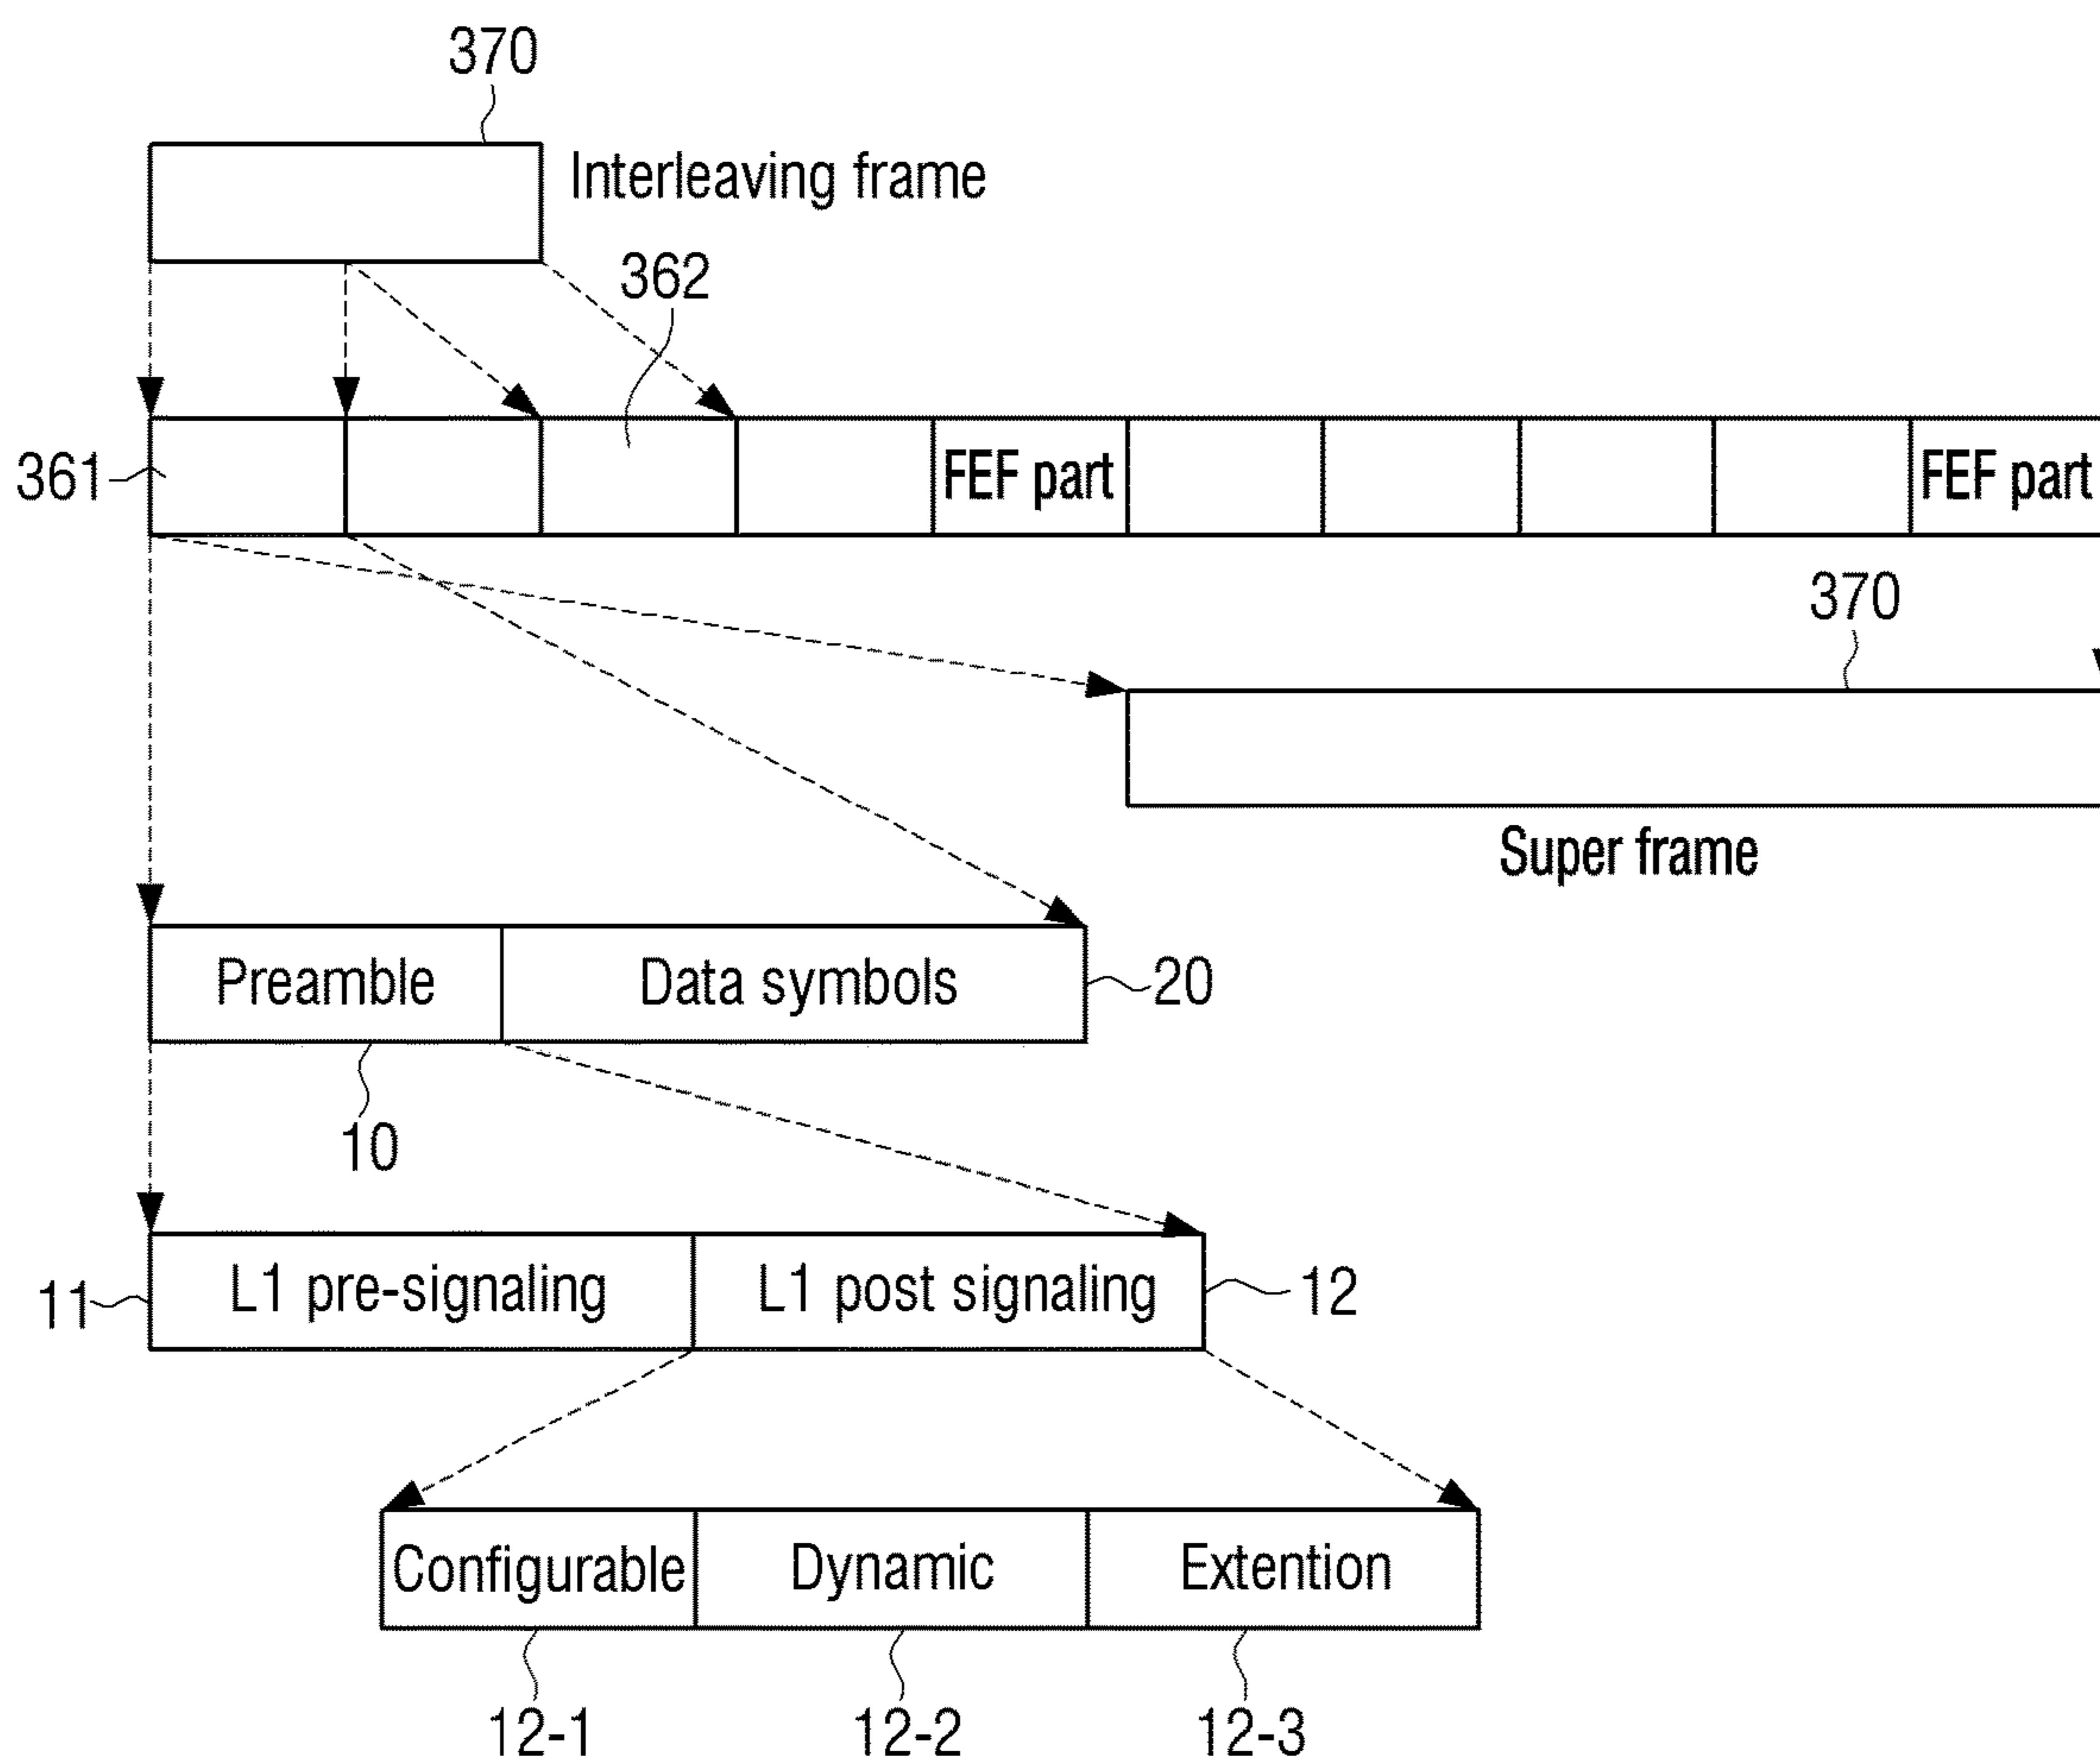 370
Interleaving frame
362
361
FEF part
FEF part
370
Super frame
Preamble
Data symbols
20
10
11
L1 pre-signaling
L1 post signaling
12
Configurable
Dynamic
Extention
12-1
12-2
12-3